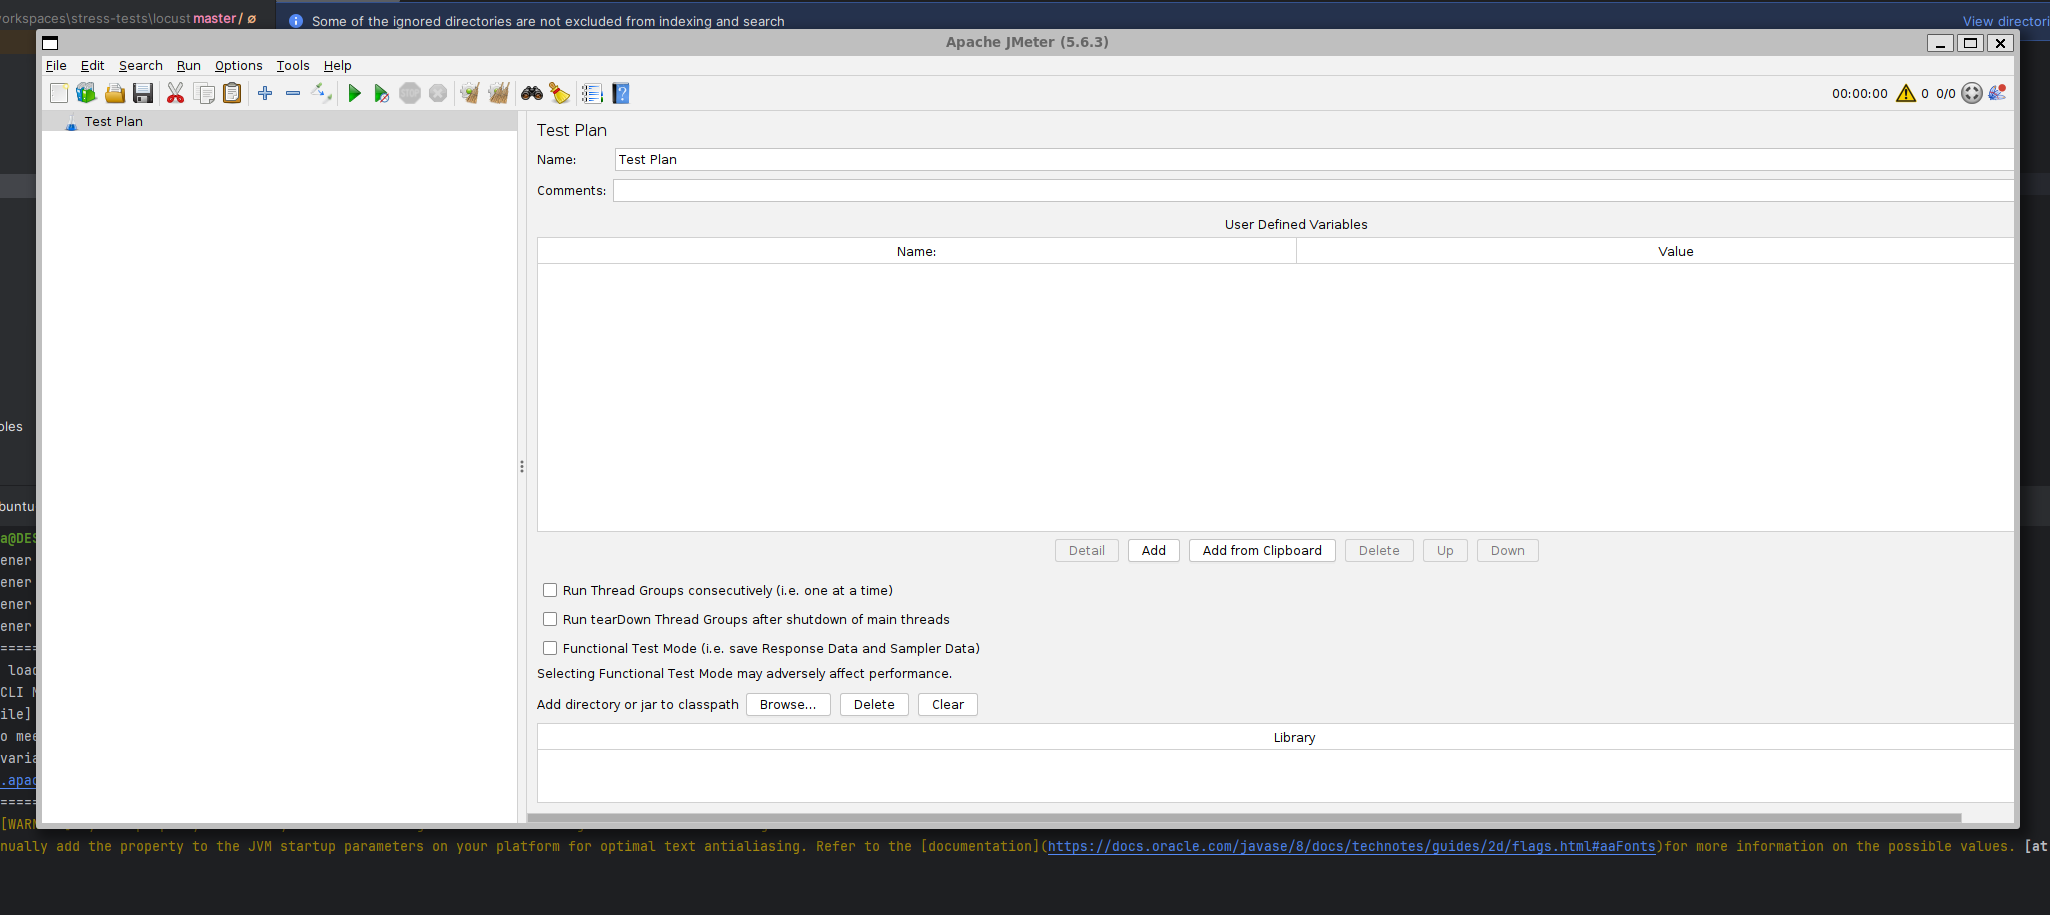 orkspaces\stress-tests\locust master / ø
Some of the ignored directories are not excluded from indexing and search
View directori
Apache JMeter (5.6.3)
File Edit Search Run Options Tools Help
STOP
00:00:00 0 0/0
Test Plan
Test Plan
Name: Test Plan
Comments:
User Defined Variables
Name: Value
Detail Add Add from Clipboard Delete Up Down
Run Thread Groups consecutively (i.e. one at a time)
Run tearDown Thread Groups after shutdown of main threads
Functional Test Mode (i.e. save Response Data and Sampler Data)
Selecting Functional Test Mode may adversely affect performance.
Add directory or jar to classpath Browse... Delete Clear
Library
bles
buntu
a@DES
ener
ener
ener
ener
=====
load
CLI
ile]
o mee
varia
.apac
=====
[WARN
nually add the property to the JVM startup parameters on your platform for optimal text antialiasing. Refer to the [documentation](https://docs.oracle.com/javase/8/docs/technotes/guides/2d/flags.html#aaFonts)for more information on the possible values. [at